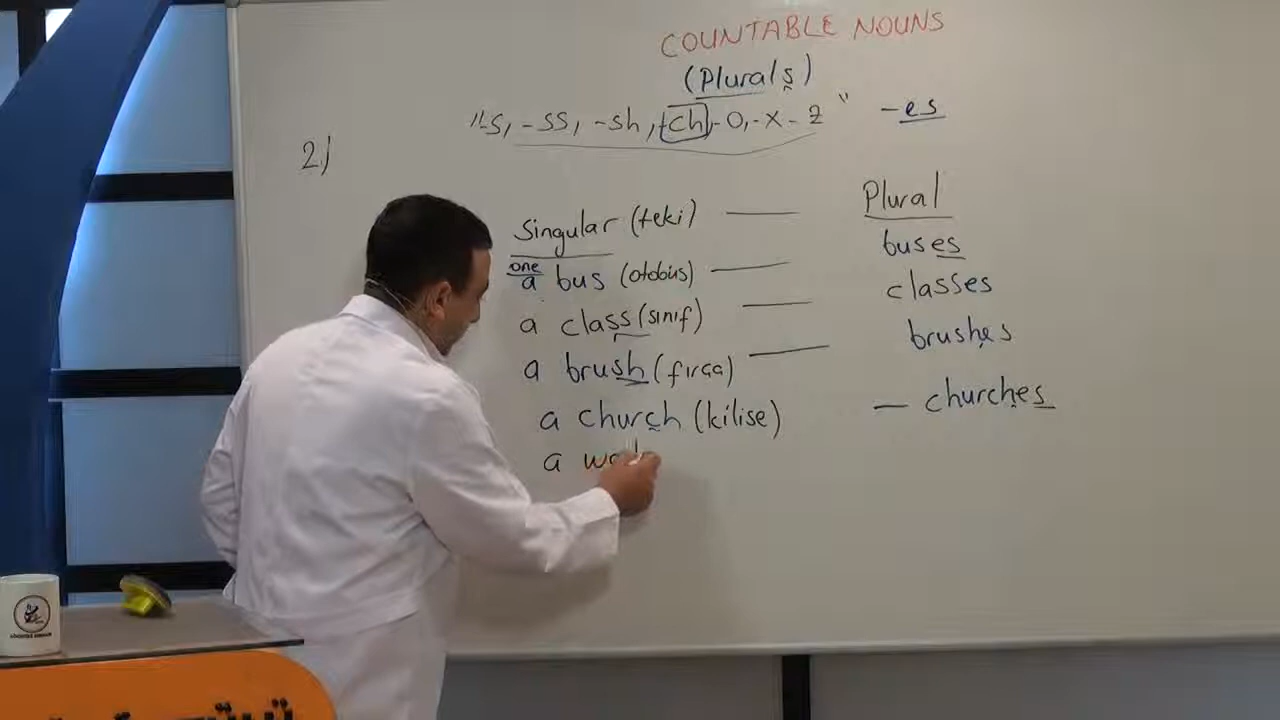 COUNTABLE NOUNS
(Plurals)
"-s, -ss, -sh, -ch, -o, -x - z" -es
2)
Singular (teki) — Plural
one
a bus (otobüs) — buses
a class (sınıf) — classes
a brush (fırça) — brushes
a church (kilise) — churches
a